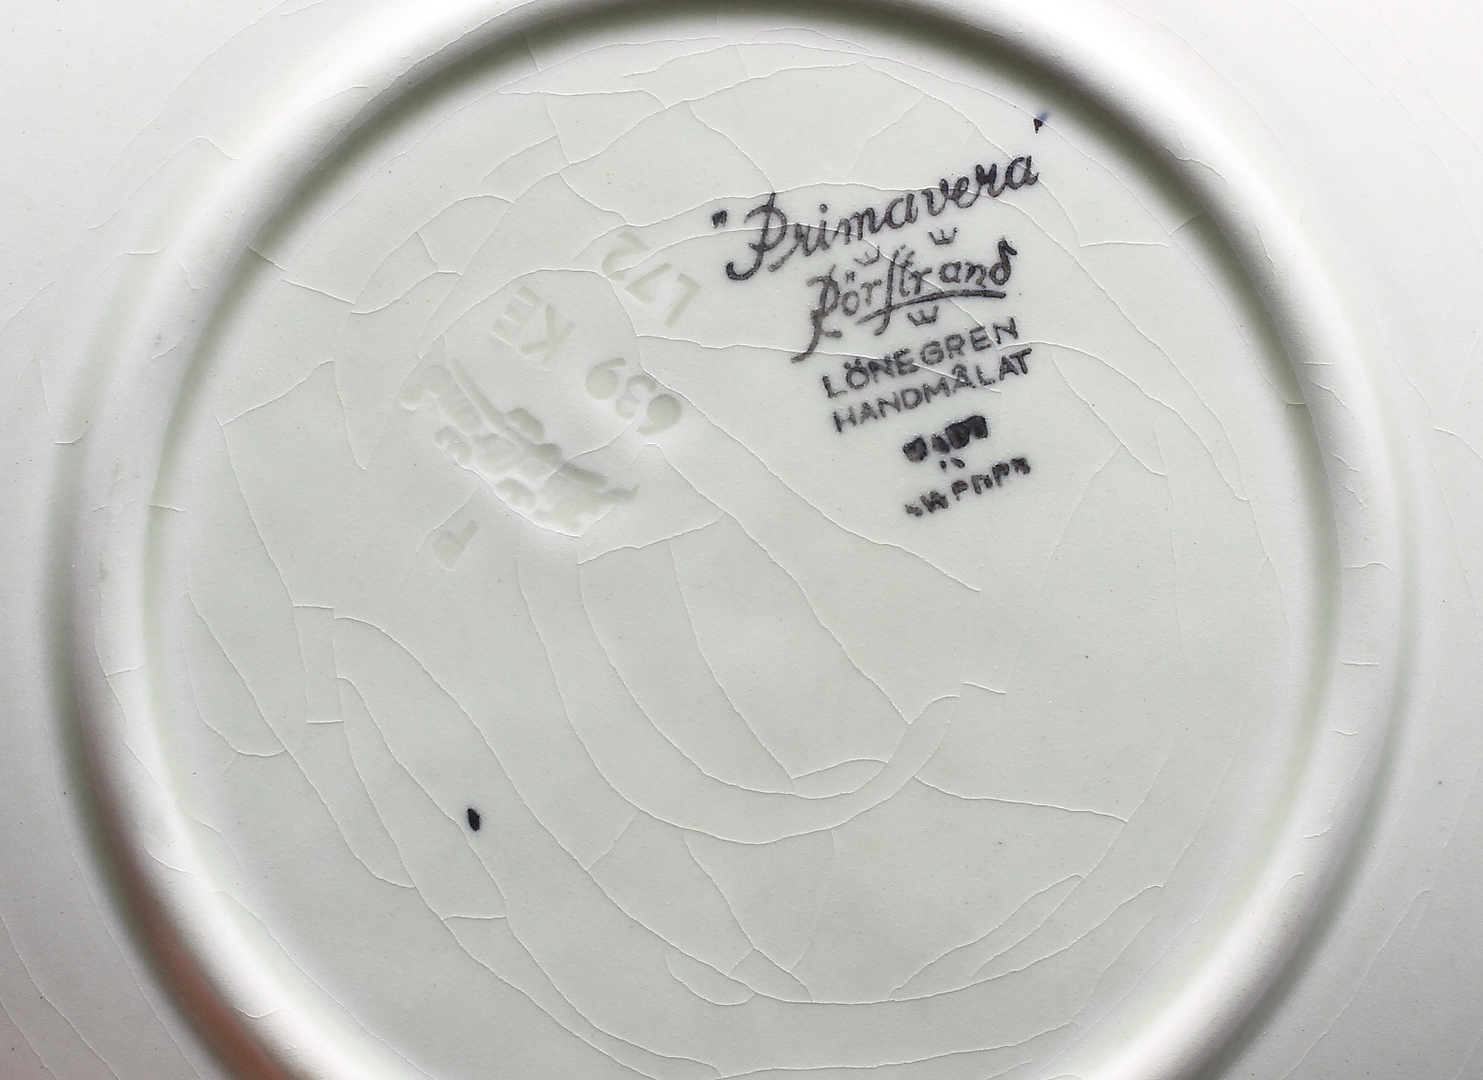 "Primavera"
Rörstrand
LÖNEGREN
HANDMÅLAT
L72
639 KE